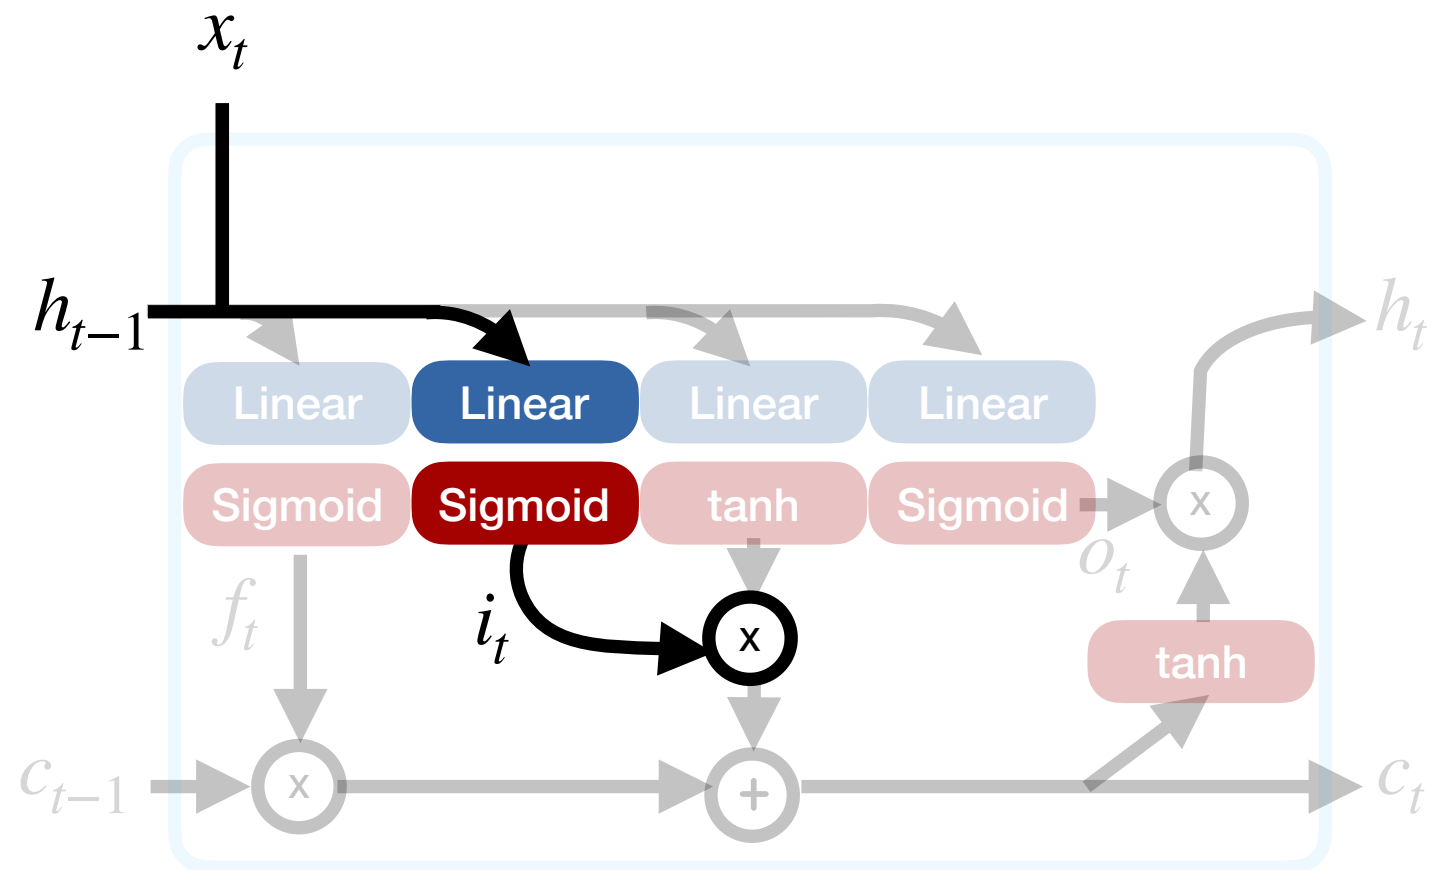 x_t
h_{t-1}
h_t
Linear Linear Linear Linear
Sigmoid Sigmoid tanh Sigmoid
x
o_t
f_t
i_t
x
tanh
c_{t-1}
x
+
c_t